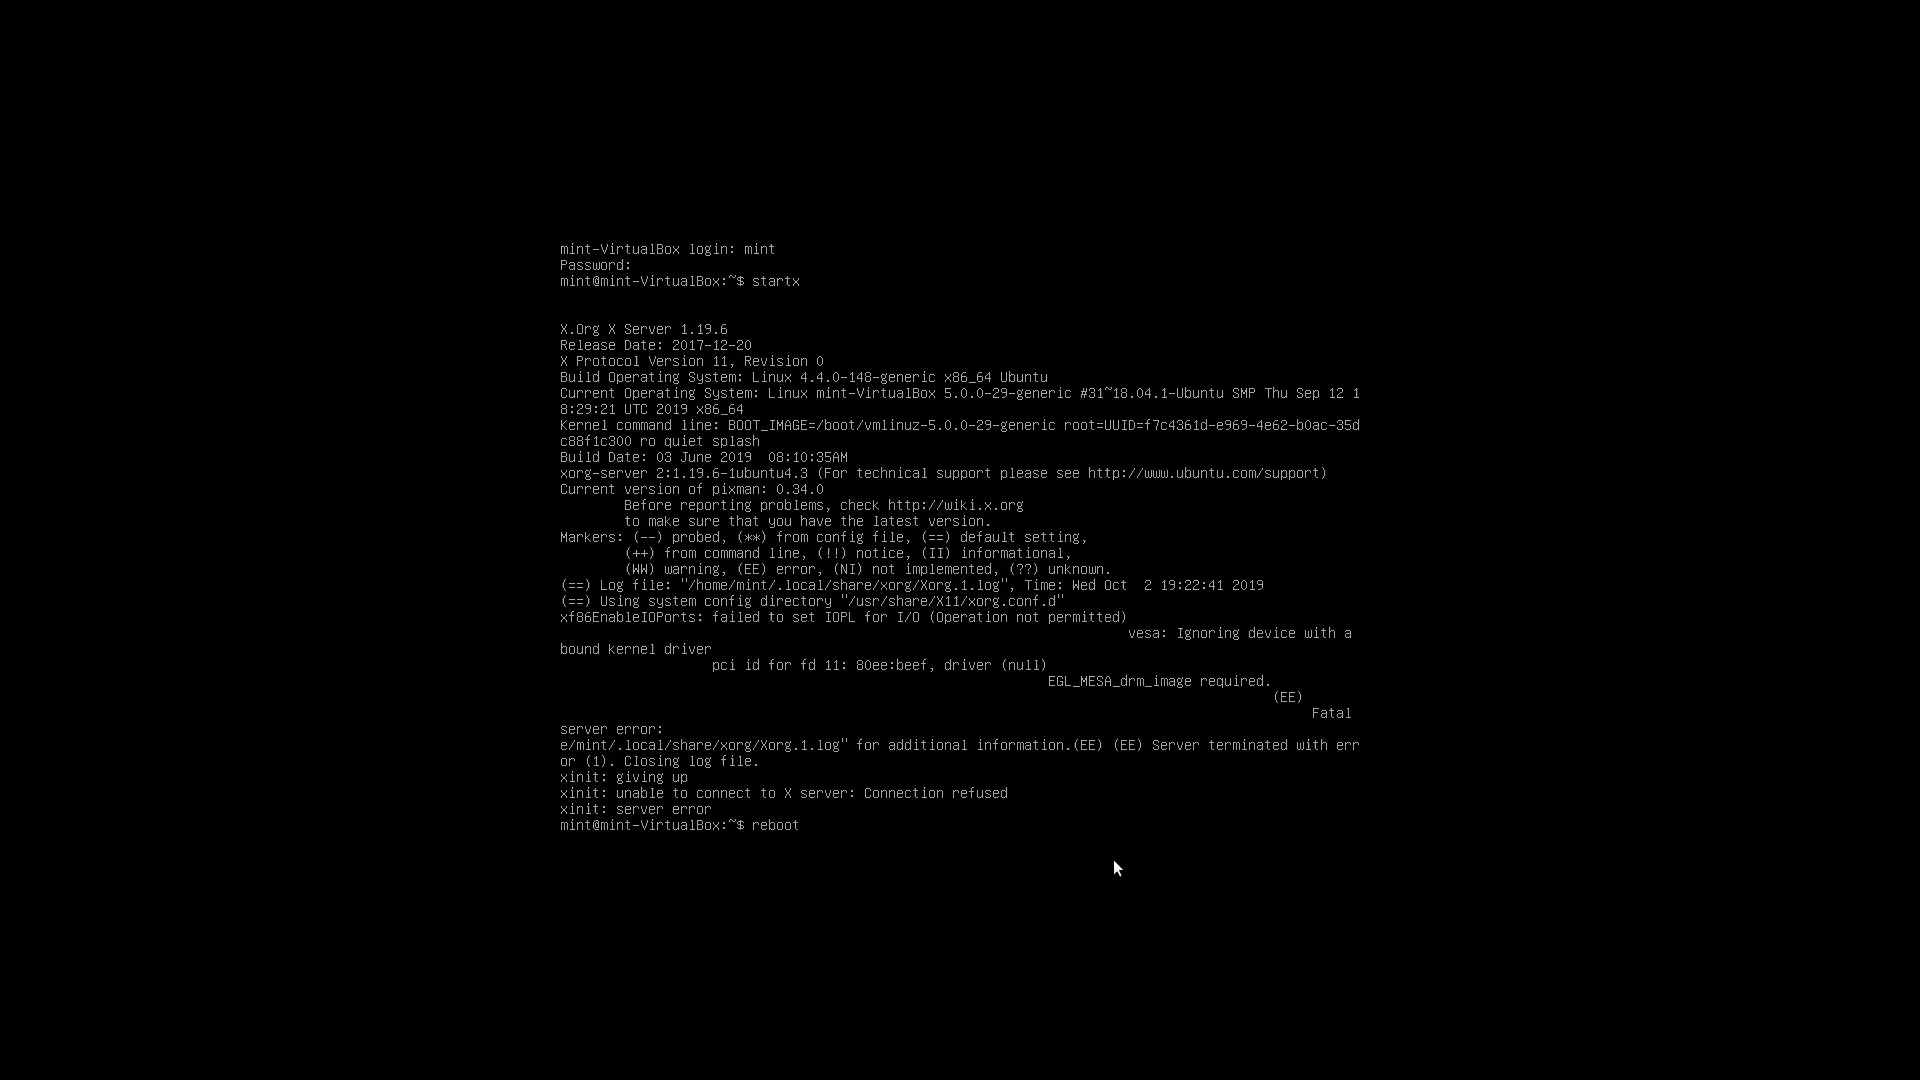 mint-VirtualBox login: mint
Password:
mint@mint-VirtualBox:~$ startx
X.Org X Server 1.19.6
Release Date: 2017-12-20
X Protocol Version 11, Revision 0
Build Operating System: Linux 4.4.0-148-generic x86_64 Ubuntu
Current Operating System: Linux mint-VirtualBox 5.0.0-29-generic #31~18.04.1-Ubuntu SMP Thu Sep 12 1
8:29:21 UTC 2019 x86_64
Kernel command line: BOOT_IMAGE=/boot/vmlinuz-5.0.0-29-generic root=UUID=f7c4361d-e969-4e62-b0ac-35d
c88f1c300 ro quiet splash
Build Date: 03 June 2019  08:10:35AM
xorg-server 2:1.19.6-1ubuntu4.3 (For technical support please see http://www.ubuntu.com/support)
Current version of pixman: 0.34.0
Before reporting problems, check http://wiki.x.org
to make sure that you have the latest version.
Markers: (--) probed, (**) from config file, (==) default setting,
(++) from command line, (!!) notice, (II) informational,
(WW) warning, (EE) error, (NI) not implemented, (??) unknown.
(==) Log file: "/home/mint/.local/share/xorg/Xorg.1.log", Time: Wed Oct  2 19:22:41 2019
(==) Using system config directory "/usr/share/X11/xorg.conf.d"
xf86EnableIOPorts: failed to set IOPL for I/O (Operation not permitted)
vesa: Ignoring device with a
bound kernel driver
pci id for fd 11: 80ee:beef, driver (null)
EGL_MESA_drm_image required.
(EE)
Fatal
server error:
e/mint/.local/share/xorg/Xorg.1.log" for additional information.(EE) (EE) Server terminated with err
or (1). Closing log file.
xinit: giving up
xinit: unable to connect to X server: Connection refused
xinit: server error
mint@mint-VirtualBox:~$ reboot